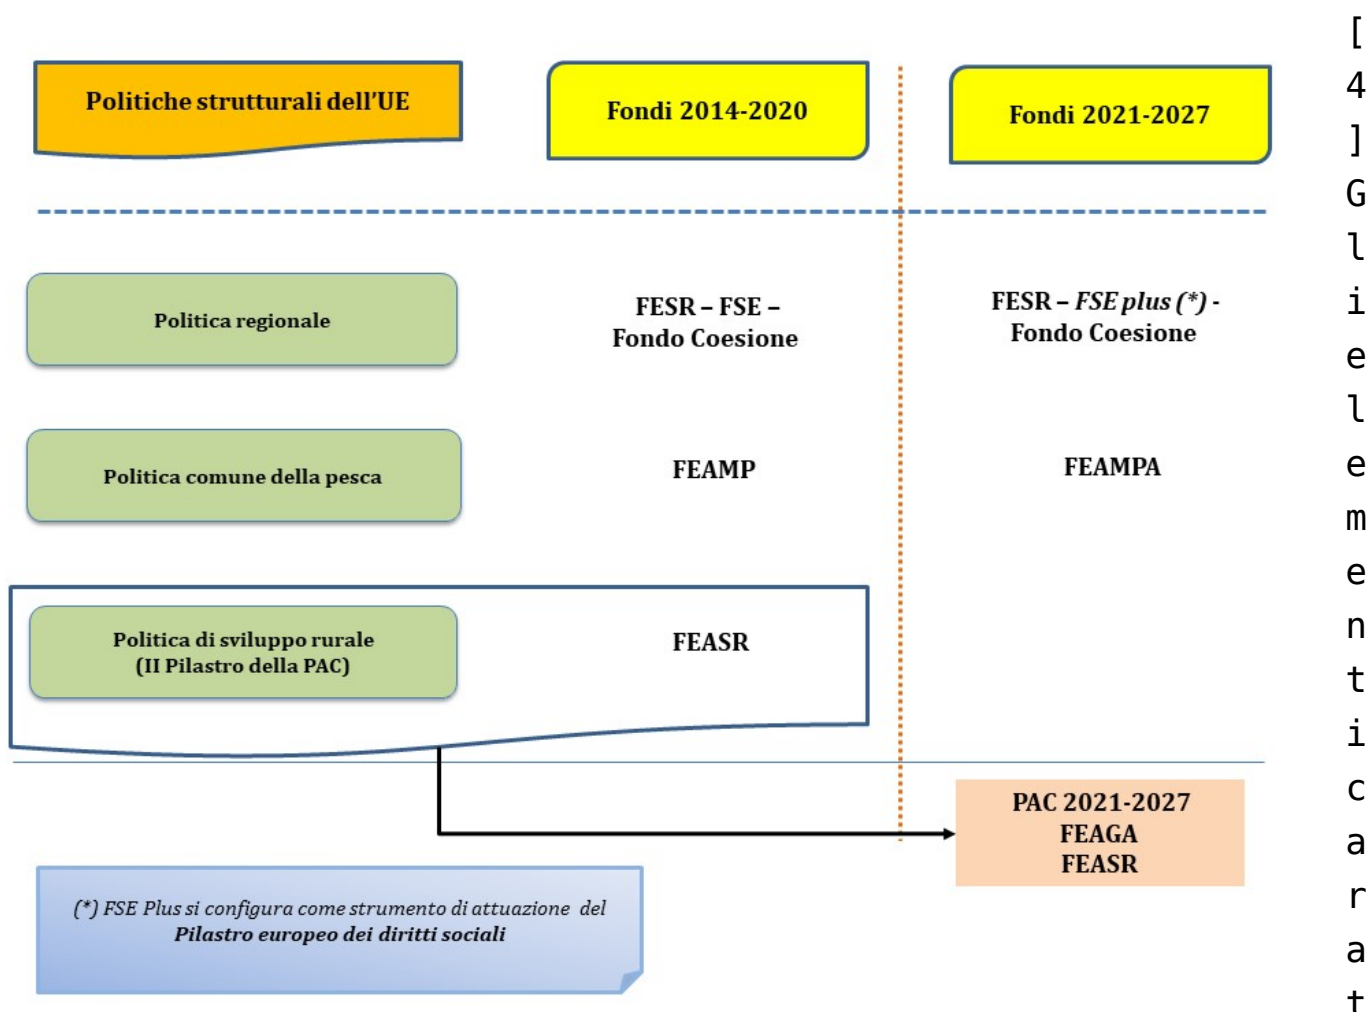 Politiche strutturali dell'UE
Fondi 2014-2020
Fondi 2021-2027
Politica regionale
FESR – FSE –
Fondo Coesione
FESR – FSE plus (*) -
Fondo Coesione
Politica comune della pesca
FEAMP
FEAMPA
Politica di sviluppo rurale
(II Pilastro della PAC)
FEASR
PAC 2021-2027
FEAGA
FEASR
(*) FSE Plus si configura come strumento di attuazione del
Pilastro europeo dei diritti sociali
[4]Glielementicarat